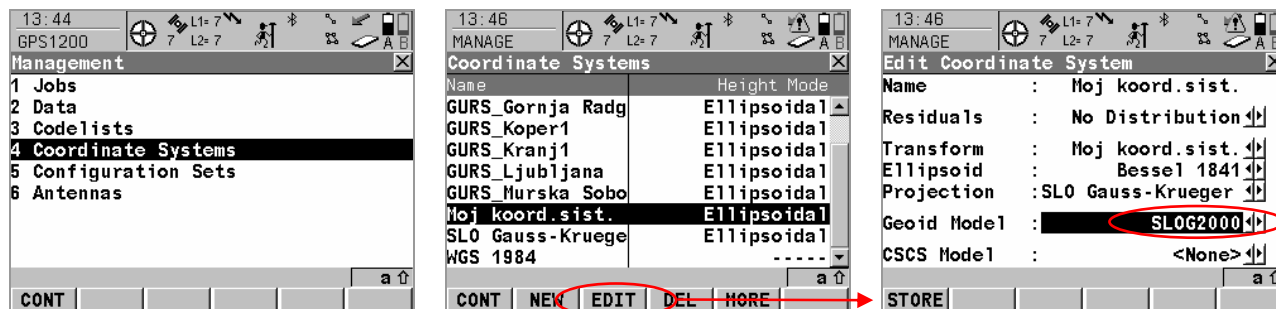 13:44
GPS1200
L1= 7
7 L2= 7
A B
Management
1 Jobs
2 Data
3 Codelists
4 Coordinate Systems
5 Configuration Sets
6 Antennas
a
CONT
13:46
MANAGE
L1= 7
7 L2= 7
A B
Coordinate Systems
Name Height Mode
GURS_Gornja Radg Ellipsoidal
GURS_Koper1 Ellipsoidal
GURS_Kranj1 Ellipsoidal
GURS_Ljubljana Ellipsoidal
GURS_Murska Sobo Ellipsoidal
Moj koord.sist. Ellipsoidal
SLO Gauss-Kruege Ellipsoidal
WGS 1984 -----
a
CONT NEW EDIT DEL MORE
13:46
MANAGE
L1= 7
7 L2= 7
A B
Edit Coordinate System
Name : Moj koord.sist.
Residuals : No Distribution
Transform : Moj koord.sist.
Ellipsoid : Bessel 1841
Projection :SLO Gauss-Krueger
Geoid Model : SLOG2000
CSCS Model : <None>
a
STORE